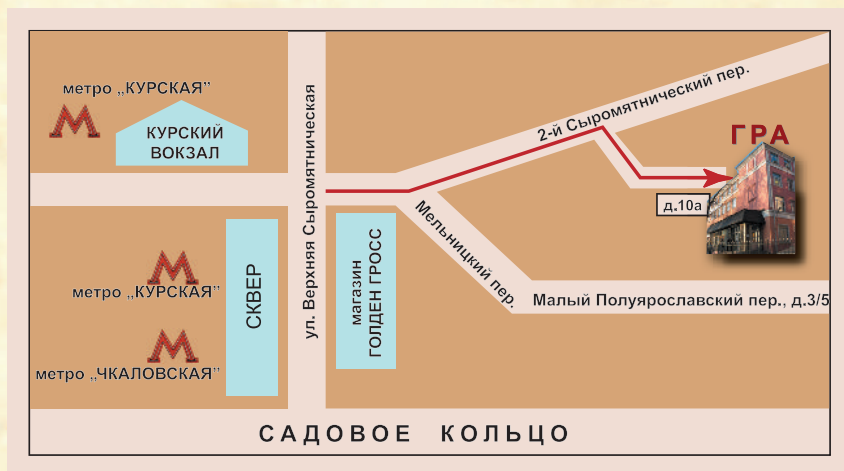 метро „КУРСКАЯ”
М
КУРСКИЙ
ВОКЗАЛ
ул. Верхняя Сыромятническая
2-й Сыромятнический пер.
ГРА
д.10а
Мельницкий пер.
М
метро „КУРСКАЯ”
СКВЕР
магазин
ГОЛДЕН ГРОСС
Малый Полуярославский пер., д.3/5
М
метро „ЧКАЛОВСКАЯ”
САДОВОЕ КОЛЬЦО